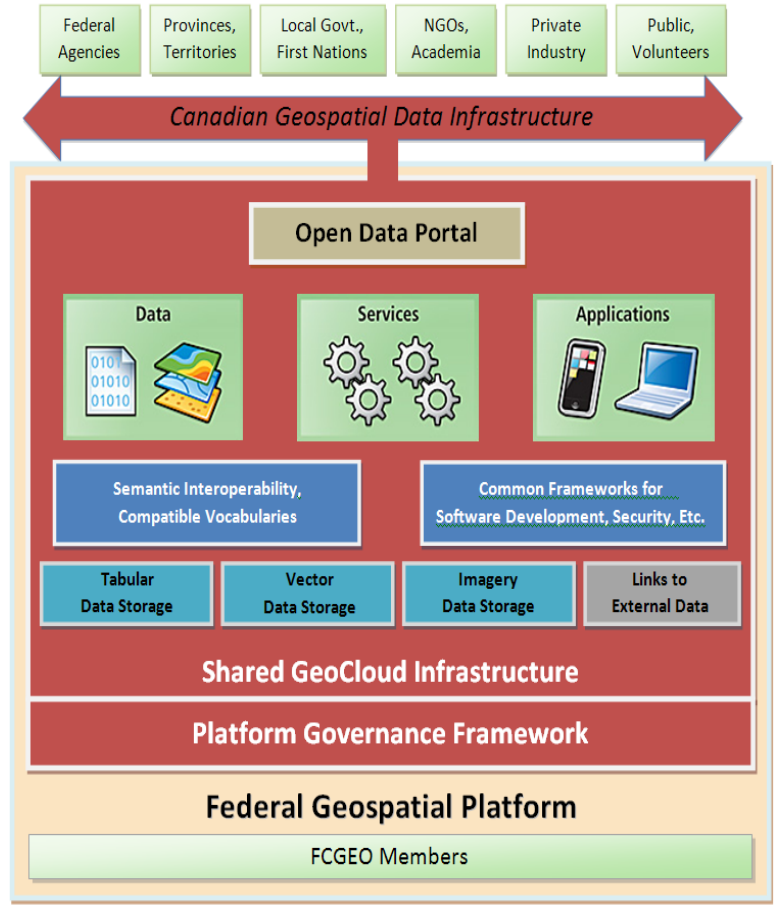 Federal
Agencies
Provinces,
Territories
Local Govt.,
First Nations
NGOs,
Academia
Private
Industry
Public,
Volunteers
Canadian Geospatial Data Infrastructure
Open Data Portal
Data
0101
01010
01010
Services
Applications
Semantic Interoperability,
Compatible Vocabularies
Common Frameworks for
Software Development, Security, Etc.
Tabular
Data Storage
Vector
Data Storage
Imagery
Data Storage
Links to
External Data
Shared GeoCloud Infrastructure
Platform Governance Framework
Federal Geospatial Platform
FCGEO Members